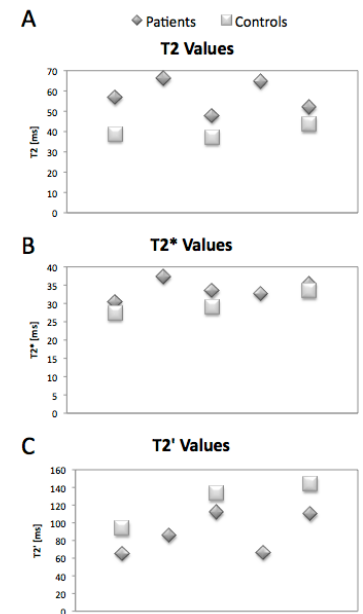 A
Patients Controls
T2 Values
70
60
50
40
30
20
10
0
T2 [ms]
B
T2* Values
40
35
30
25
20
15
10
5
0
T2* [ms]
C
T2' Values
160
140
120
100
80
60
40
20
0
T2' [ms]